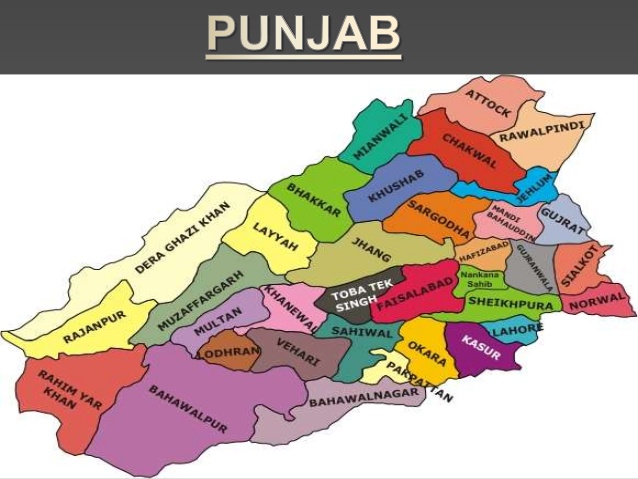 PUNJAB
ATTOCK
RAWALPINDI
MIANWALI
CHAKWAL
JEHLUM
KHUSHAB
BHAKKAR
SARGODHA
MANDI
BAHAUDDIN
GUJRAT
DERA GHAZI KHAN
LAYYAH
JHANG
HAFIZABAD
GUJRANWALA
SIALKOT
MUZAFFARGARH
TOBA TEK
SINGH
FAISALABAD
Nankana
Sahib
SHEIKHPURA
NORWAL
RAJANPUR
MULTAN
KHANEWAL
SAHIWAL
LAHORE
LODHRAN
VEHARI
OKARA
KASUR
PAKPATTAN
RAHIM YAR
KHAN
BAHAWALPUR
BAHAWALNAGAR